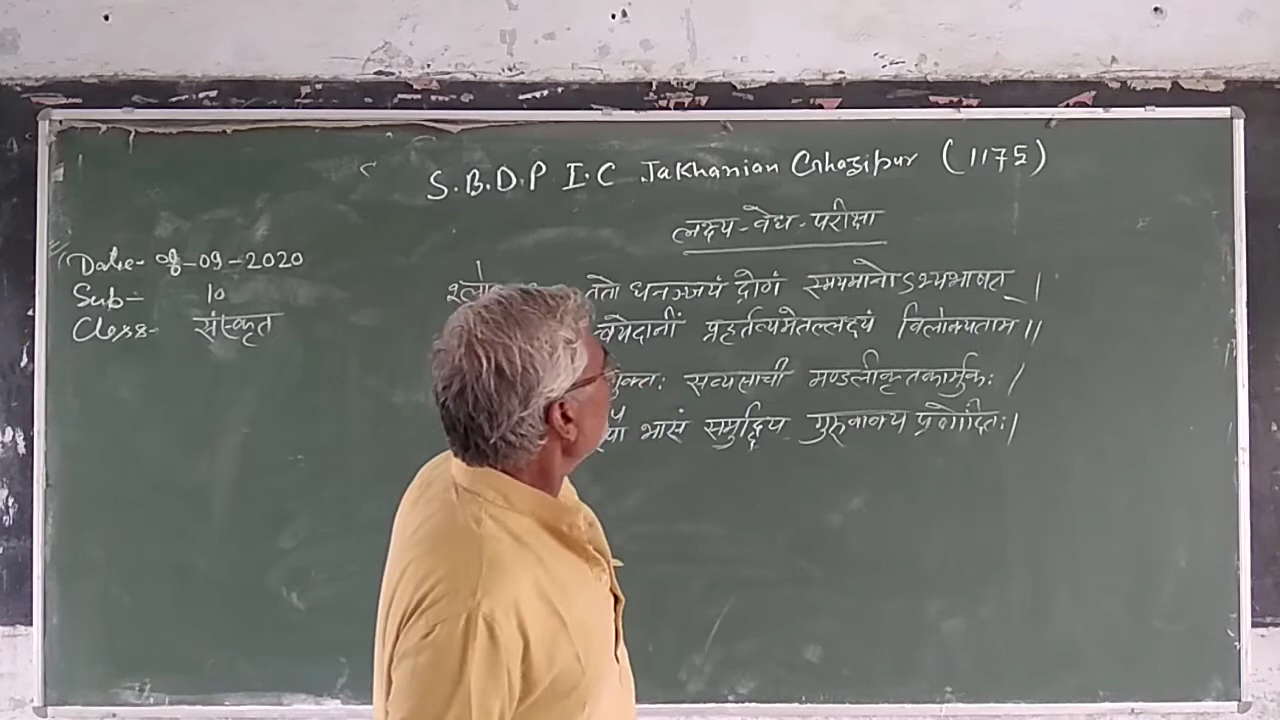 S.B.D.P I.C Jakhanian Ghazipur (1175)
लक्ष्य-वेध-परीक्षा
Date- 08-09-2020
Sub- 10
Class- संस्कृत
ततो धनञ्जयं द्रोणं स्मयमानोऽभ्यभाषत् ।
प्रहर्तव्यमेतल्लक्ष्यं विलोक्यताम ॥
सव्यसाची मण्डलीकृतकार्मुकः ।
भासं समुद्दिश्य गुरुवाक्य प्रणोदितः।